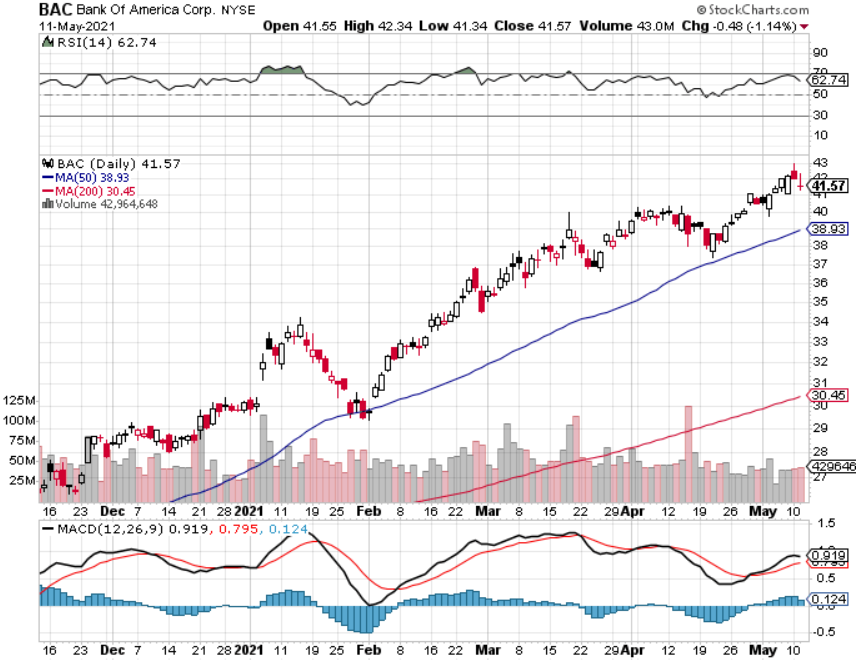 BAC Bank Of America Corp. NYSE © StockCharts.com
11-May-2021 Open 41.55 High 42.34 Low 41.34 Close 41.57 Volume 43.0M Chg -0.48 (-1.14%)
RSI(14) 62.74
90
70
62.74
50
30
10
BAC (Daily) 41.57
MA(50) 38.93
MA(200) 30.45
Volume 42,964,648
43
42
41.57
41
40
38.93
38
37
36
35
34
33
32
31
30.45
30
29
28
27
125M
100M
75M
50M
25M
429646
16 23 Dec 7 14 21 28 2021 11 19 25 Feb 8 16 22 Mar 8 15 22 29 Apr 12 19 26 May 10
MACD(12,26,9) 0.919, 0.795, 0.124
1.5
1.0
0.919
0.795
0.5
0.124
0.0
-0.5
16 23 Dec 7 14 21 28 2021 11 19 25 Feb 8 16 22 Mar 8 15 22 29 Apr 12 19 26 May 10